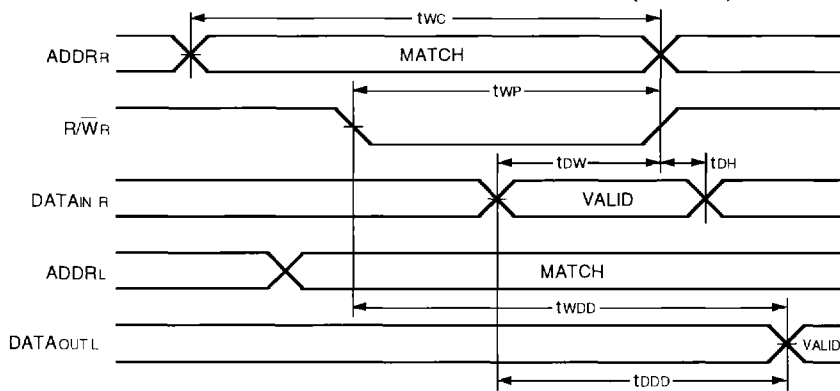 tWC
ADDRR
MATCH
tWP
R/W̅R
tDW
tDH
DATAIN R
VALID
ADDRL
MATCH
tWDD
DATAOUT L
VALID
tDDD